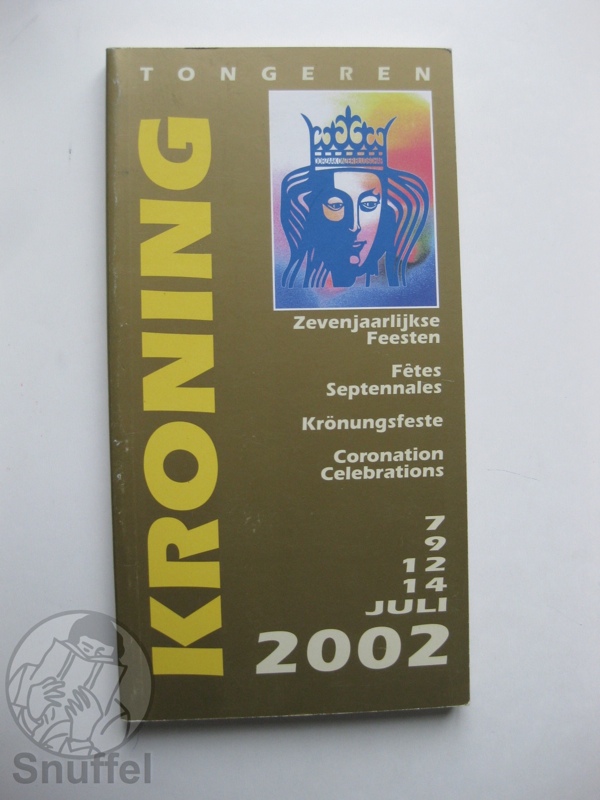 TONGEREN
KRONING
Zevenjaarlijkse
Feesten
Fêtes
Septennales
Krönungsfeste
Coronation
Celebrations
7
9
12
14
JULI
2002
Snuffel